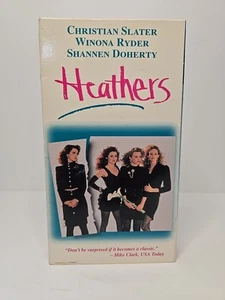 CHRISTIAN SLATER
WINONA RYDER
SHANNEN DOHERTY
Heathers
"Don't be surprised if it becomes a classic."
–Mike Clark, USA Today